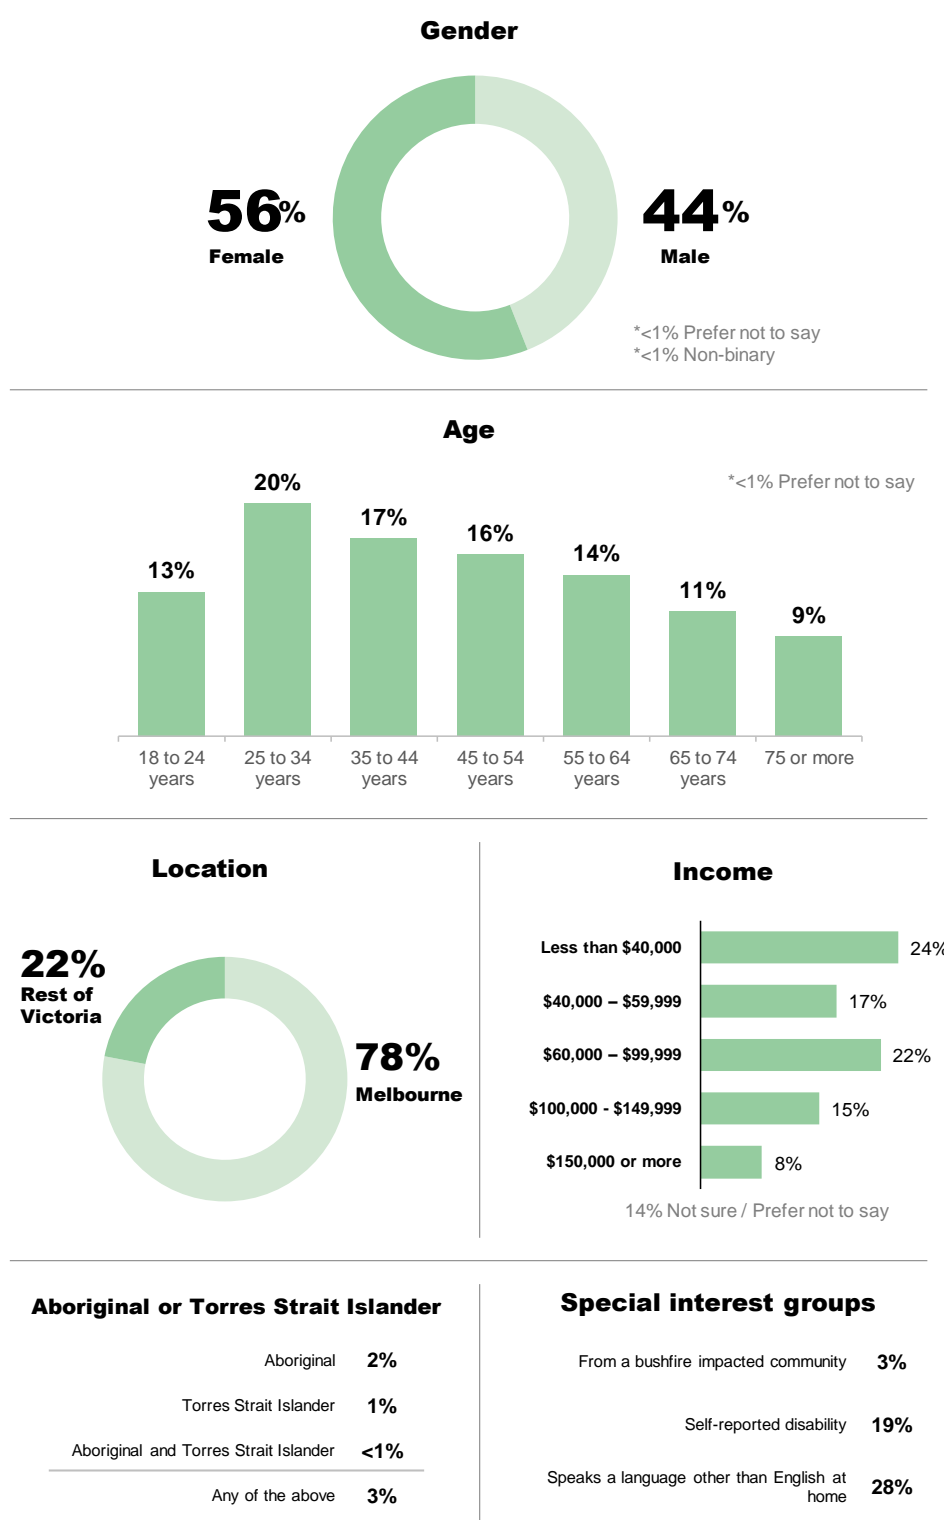 Gender
56%
Female
44%
Male
*<1% Prefer not to say
*<1% Non-binary
Age
*<1% Prefer not to say
13%
20%
17%
16%
14%
11%
9%
18 to 24
years
25 to 34
years
35 to 44
years
45 to 54
years
55 to 64
years
65 to 74
years
75 or more
Location
22%
Rest of
Victoria
78%
Melbourne
Income
Less than $40,000 24%
$40,000 – $59,999 17%
$60,000 – $99,999 22%
$100,000 - $149,999 15%
$150,000 or more 8%
14% Not sure / Prefer not to say
Aboriginal or Torres Strait Islander
Aboriginal 2%
Torres Strait Islander 1%
Aboriginal and Torres Strait Islander <1%
Any of the above 3%
Special interest groups
From a bushfire impacted community 3%
Self-reported disability 19%
Speaks a language other than English at
home 28%